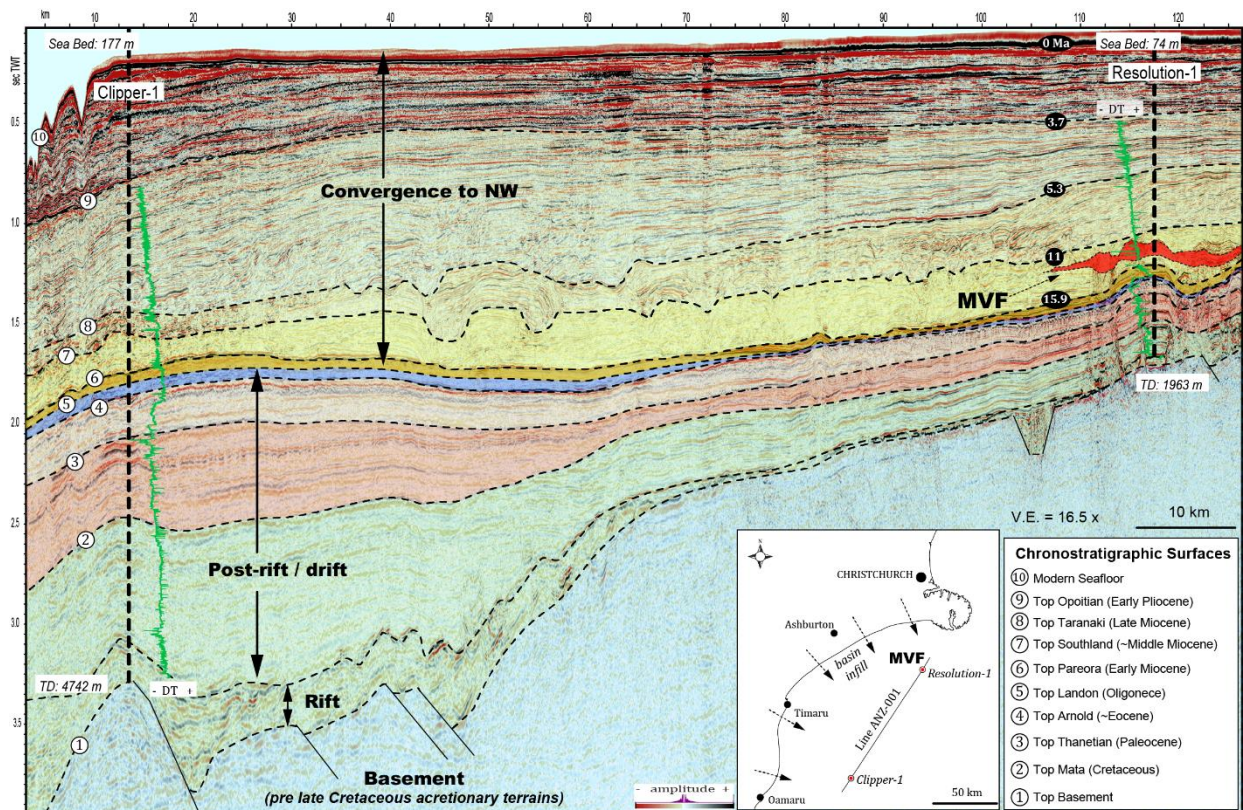 0 10 20 30 40 50 60 70 80 90 100 110 120
Sea Bed: 177 m
0 Ma
Sea Bed: 74 m
sec TWT
Clipper-1
Resolution-1
- DT +
0.5
10
3.7
Convergence to NW
9
5.3
1.0
11
MVF
15.9
8
1.5
7
6
5
4
TD: 1963 m
2.0
3
2.5
2
V.E. = 16.5 x
10 km
Post-rift / drift
3.0
TD: 4742 m
- DT +
Rift
3.5
1
Basement
(pre late Cretaceous acretionary terrains)
- amplitude +
N
CHRISTCHURCH
Ashburton
basin
infill
MVF
Resolution-1
Line ANZ-001
Timaru
Clipper-1
Oamaru
50 km
Chronostratigraphic Surfaces
10 Modern Seafloor
9 Top Opoitian (Early Pliocene)
8 Top Taranaki (Late Miocene)
7 Top Southland (~Middle Miocene)
6 Top Pareora (Early Miocene)
5 Top Landon (Oligonece)
4 Top Arnold (~Eocene)
3 Top Thanetian (Paleocene)
2 Top Mata (Cretaceous)
1 Top Basement